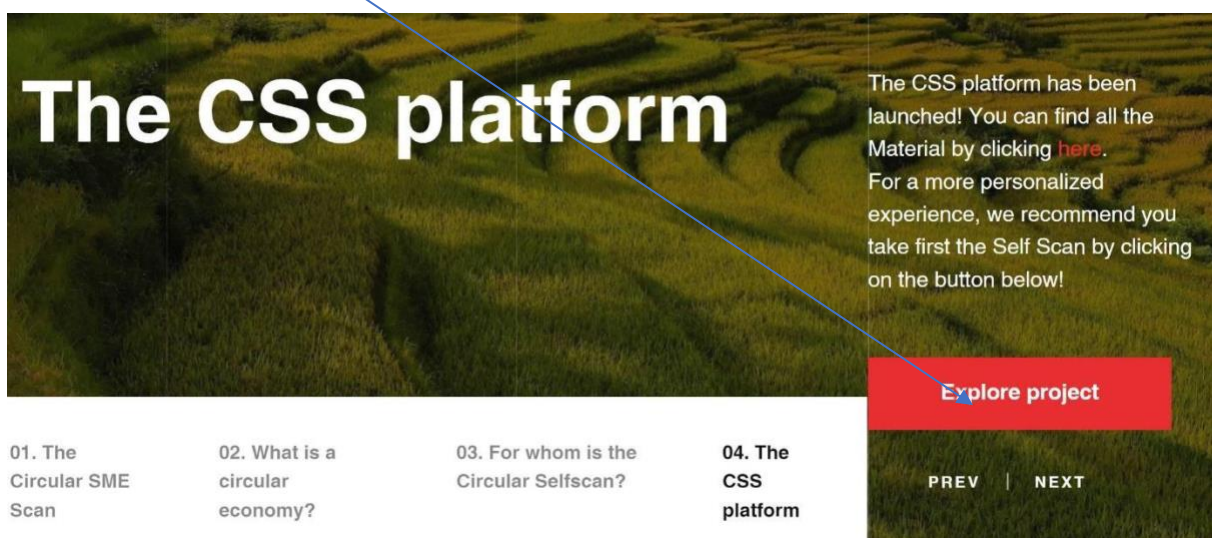 The CSS platform
The CSS platform has been
launched! You can find all the
Material by clicking here.
For a more personalized
experience, we recommend you
take first the Self Scan by clicking
on the button below!
Explore project
PREV | NEXT
01. The
Circular SME
Scan
02. What is a
circular
economy?
03. For whom is the
Circular Selfscan?
04. The
CSS
platform